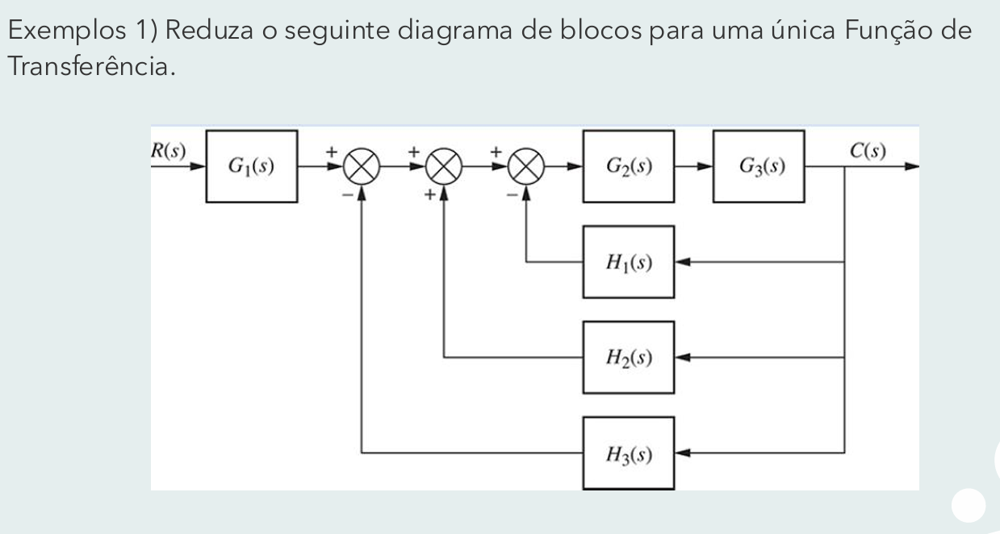 Exemplos 1) Reduza o seguinte diagrama de blocos para uma única Função de
Transferência.
R(s) G₁(s) + + + G₂(s) G₃(s) C(s)
− + −
H₁(s)
H₂(s)
H₃(s)